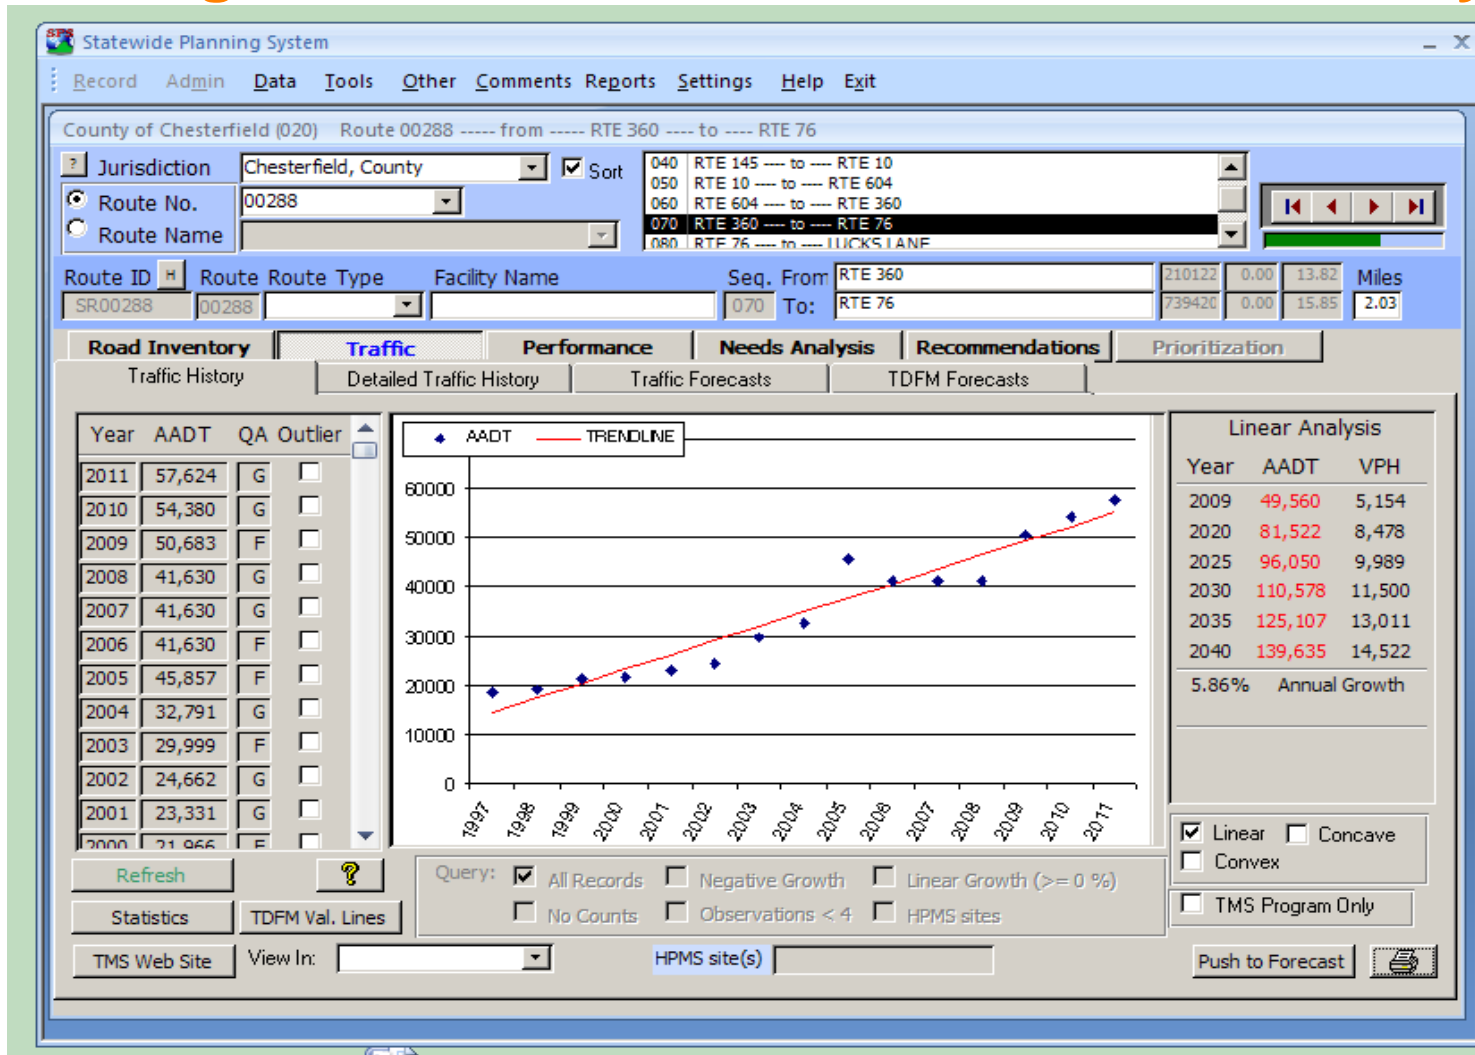 Statewide Planning System
Record Admin Data Tools Other Comments Reports Settings Help Exit
County of Chesterfield (020) Route 00288 ----- from ----- RTE 360 ---- to ---- RTE 76
? Jurisdiction Chesterfield, County Sort
Route No. 00288
Route Name
040 RTE 145 ---- to ---- RTE 10
050 RTE 10 ---- to ---- RTE 604
060 RTE 604 ---- to ---- RTE 360
070 RTE 360 ---- to ---- RTE 76
080 RTE 76 ---- to ---- LUCKS LANE
Route ID H Route Route Type Facility Name Seq. From RTE 360 210122 0.00 13.82 Miles
SR00288 00288 070 To: RTE 76 739420 0.00 15.85 2.03
Road Inventory Traffic Performance Needs Analysis Recommendations Prioritization
Traffic History Detailed Traffic History Traffic Forecasts TDFM Forecasts
Year AADT QA Outlier
2011 57,624 G
2010 54,380 G
2009 50,683 F
2008 41,630 G
2007 41,630 G
2006 41,630 F
2005 45,857 F
2004 32,791 G
2003 29,999 F
2002 24,662 G
2001 23,331 G
2000 21,966 F
AADT TRENDLINE
60000
50000
40000
30000
20000
10000
0
1997 1998 1999 2000 2001 2002 2003 2004 2005 2006 2007 2008 2009 2010 2011
Linear Analysis
Year AADT VPH
2009 49,560 5,154
2020 81,522 8,478
2025 96,050 9,989
2030 110,578 11,500
2035 125,107 13,011
2040 139,635 14,522
5.86% Annual Growth
Linear Concave
Convex
TMS Program Only
Refresh ?
Statistics TDFM Val. Lines
Query: All Records Negative Growth Linear Growth (>= 0 %)
No Counts Observations < 4 HPMS sites
TMS Web Site View In: HPMS site(s) Push to Forecast